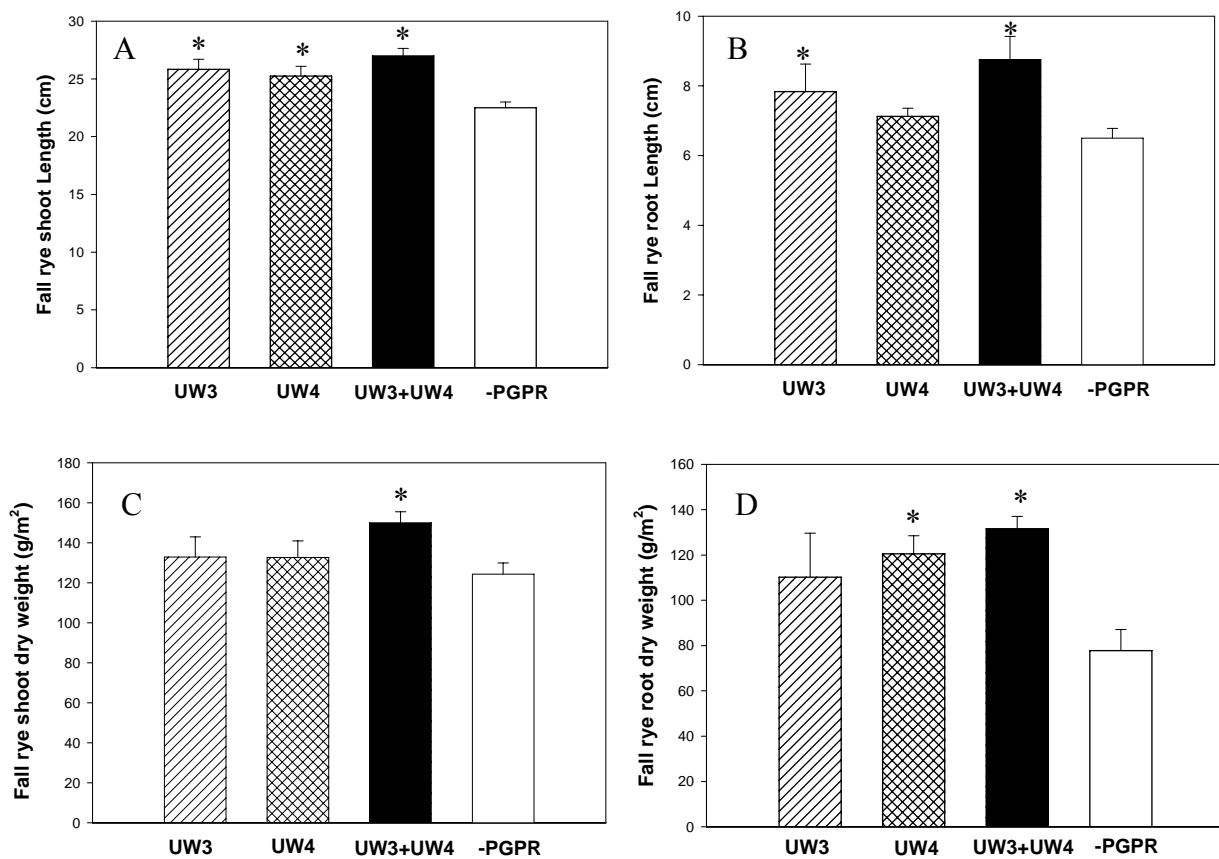 A
* * *
Fall rye shoot Length (cm)
30
25
20
15
10
5
0
UW3 UW4 UW3+UW4 -PGPR
B
* *
Fall rye root Length (cm)
10
8
6
4
2
0
UW3 UW4 UW3+UW4 -PGPR
C
*
Fall rye shoot dry weight (g/m²)
180
160
140
120
100
80
60
40
20
0
UW3 UW4 UW3+UW4 -PGPR
D
* *
Fall rye root dry weight (g/m²)
160
140
120
100
80
60
40
20
0
UW3 UW4 UW3+UW4 -PGPR